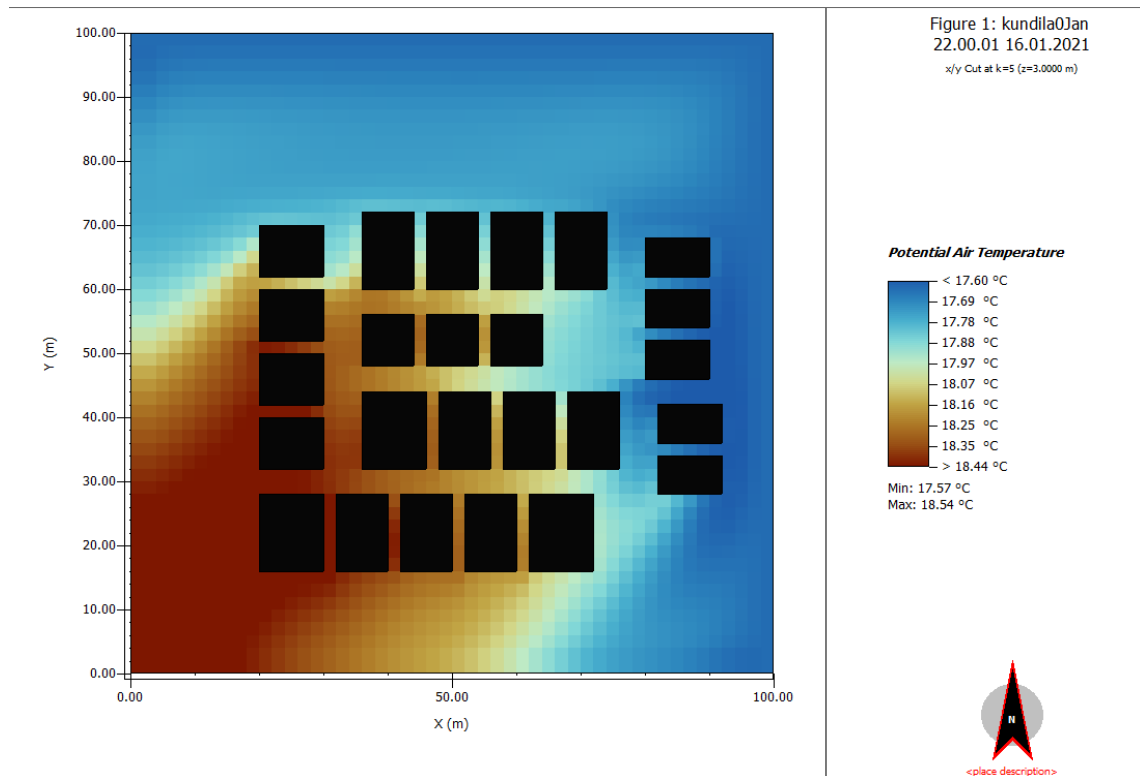 Figure 1: kundila0Jan
22.00.01 16.01.2021
x/y Cut at k=5 (z=3.0000 m)
100.00
90.00
80.00
70.00
60.00
50.00
40.00
30.00
20.00
10.00
0.00
Y (m)
0.00
50.00
100.00
X (m)
Potential Air Temperature
< 17.60 °C
17.69 °C
17.78 °C
17.88 °C
17.97 °C
18.07 °C
18.16 °C
18.25 °C
18.35 °C
> 18.44 °C
Min: 17.57 °C
Max: 18.54 °C
N
<place description>